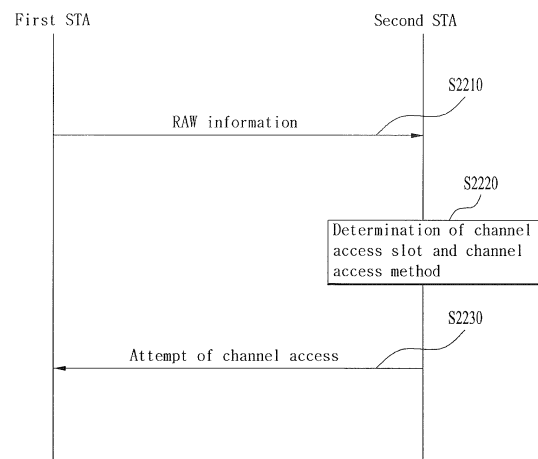 First STA
Second STA
S2210
RAW information
S2220
Determination of channel
access slot and channel
access method
S2230
Attempt of channel access